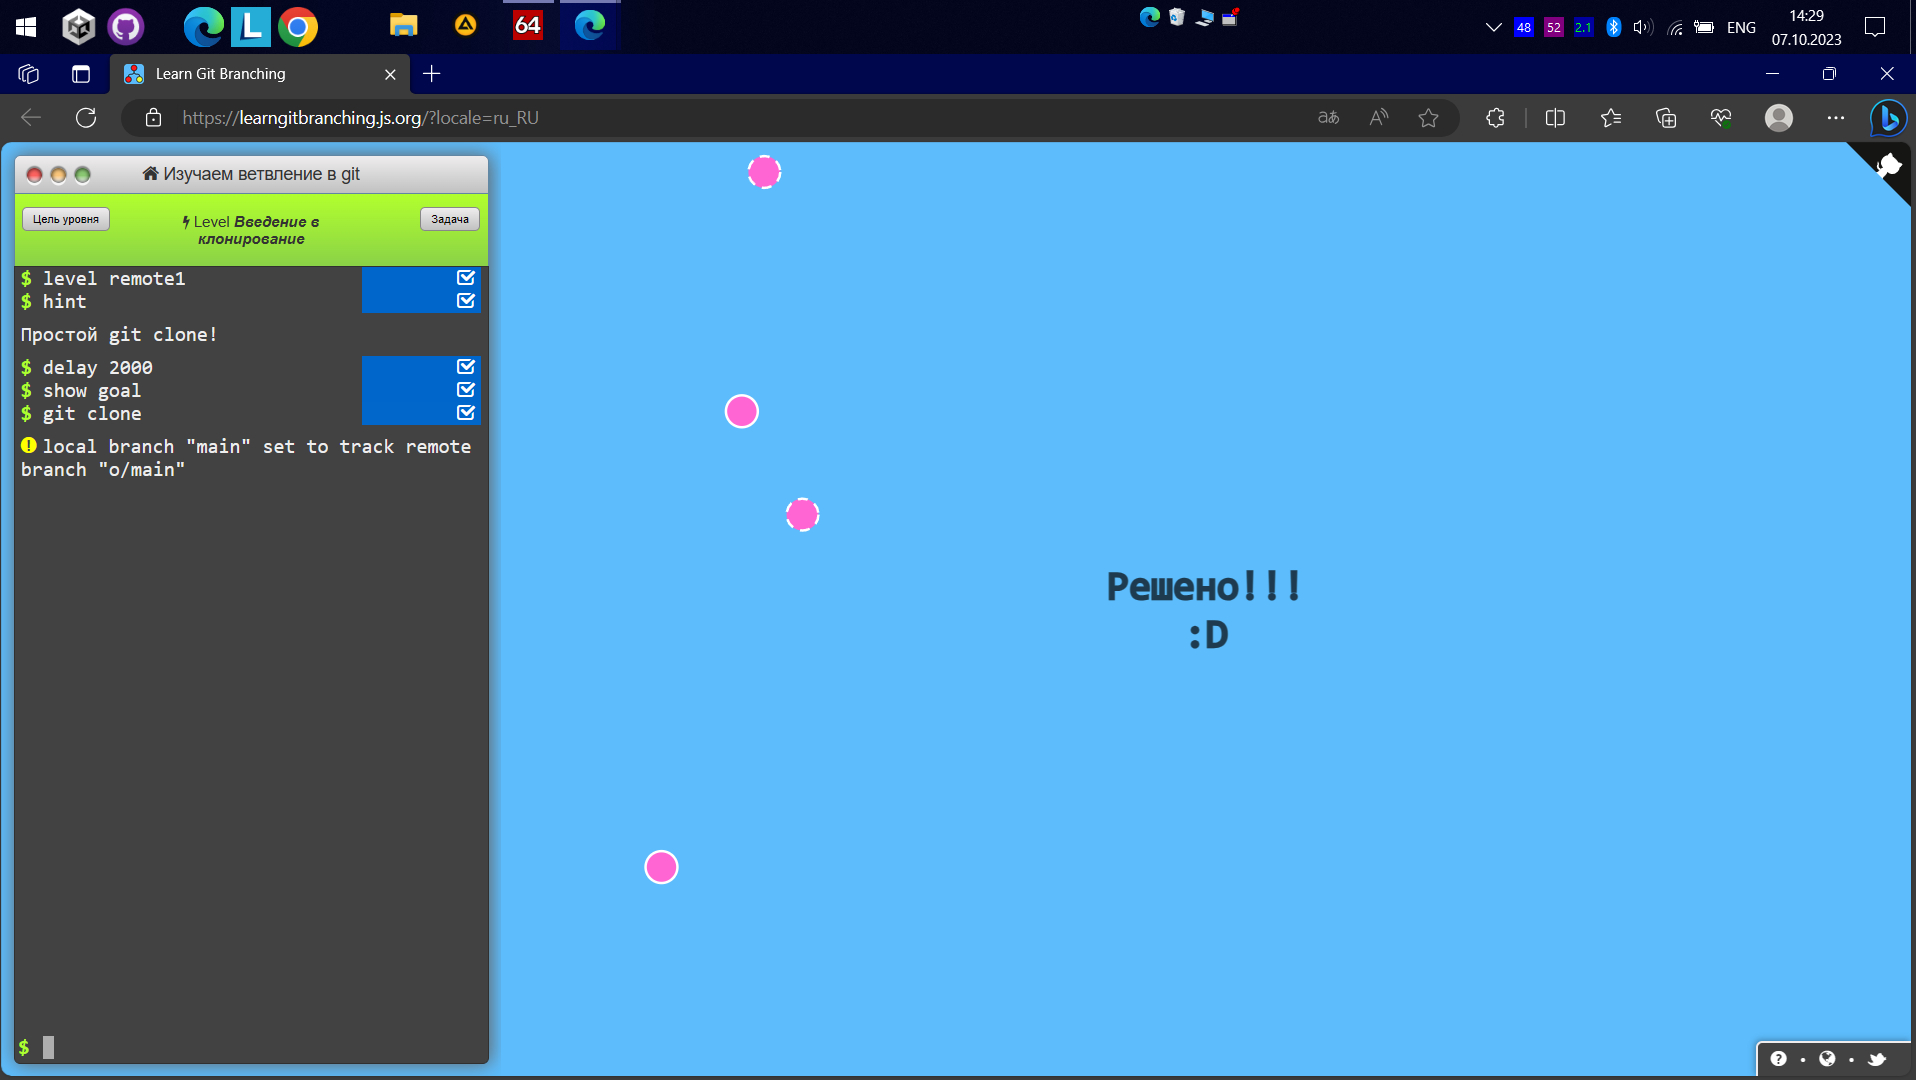 64
48
52
2.1
ENG
14:29
07.10.2023
Learn Git Branching
https://learngitbranching.js.org/?locale=ru_RU
Изучаем ветвление в git
Цель уровня
Level Введение в
клонирование
Задача
$ level remote1
$ hint
Простой git clone!
$ delay 2000
$ show goal
$ git clone
local branch "main" set to track remote
branch "o/main"
Решено!!!
:D
$